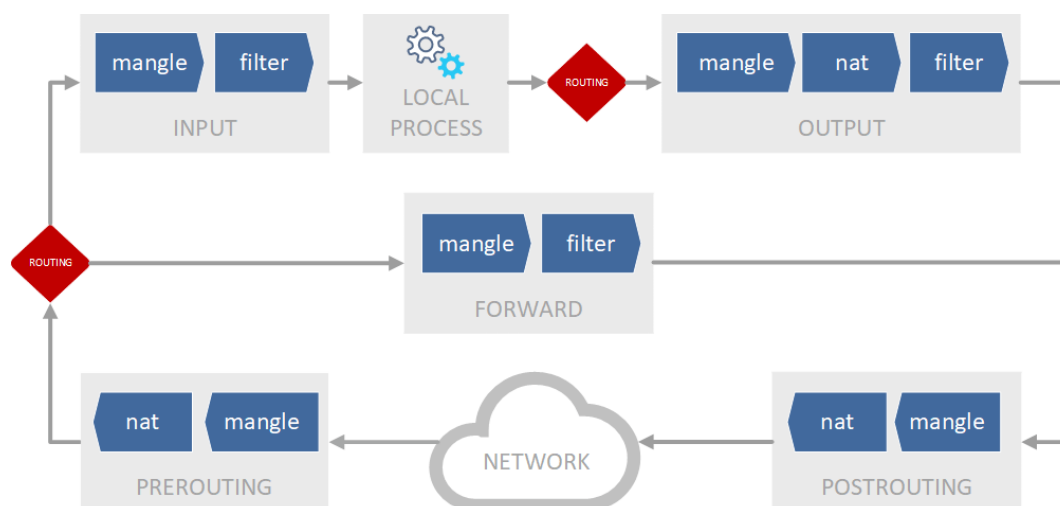 mangle
filter
INPUT
LOCAL
PROCESS
ROUTING
mangle
nat
filter
OUTPUT
ROUTING
mangle
filter
FORWARD
nat
mangle
PREROUTING
NETWORK
nat
mangle
POSTROUTING